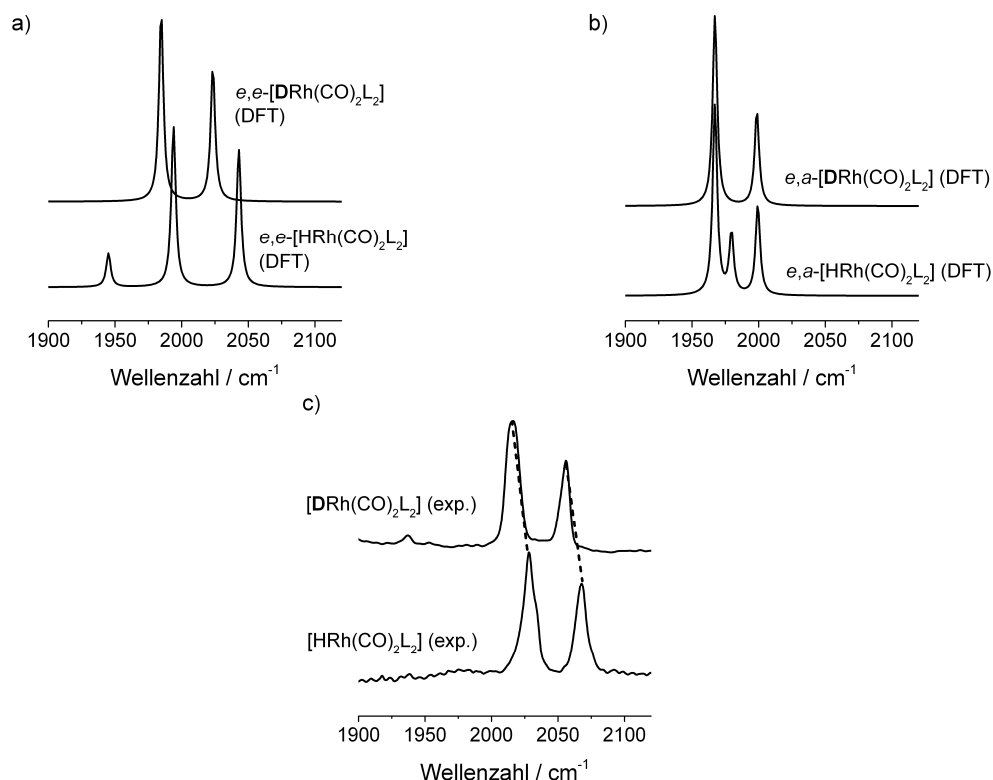 a)
e,e-[DRh(CO)₂L₂]
(DFT)
e,e-[HRh(CO)₂L₂]
(DFT)
1900 1950 2000 2050 2100
Wellenzahl / cm⁻¹
b)
e,a-[DRh(CO)₂L₂] (DFT)
e,a-[HRh(CO)₂L₂] (DFT)
1900 1950 2000 2050 2100
Wellenzahl / cm⁻¹
c)
[DRh(CO)₂L₂] (exp.)
[HRh(CO)₂L₂] (exp.)
1900 1950 2000 2050 2100
Wellenzahl / cm⁻¹